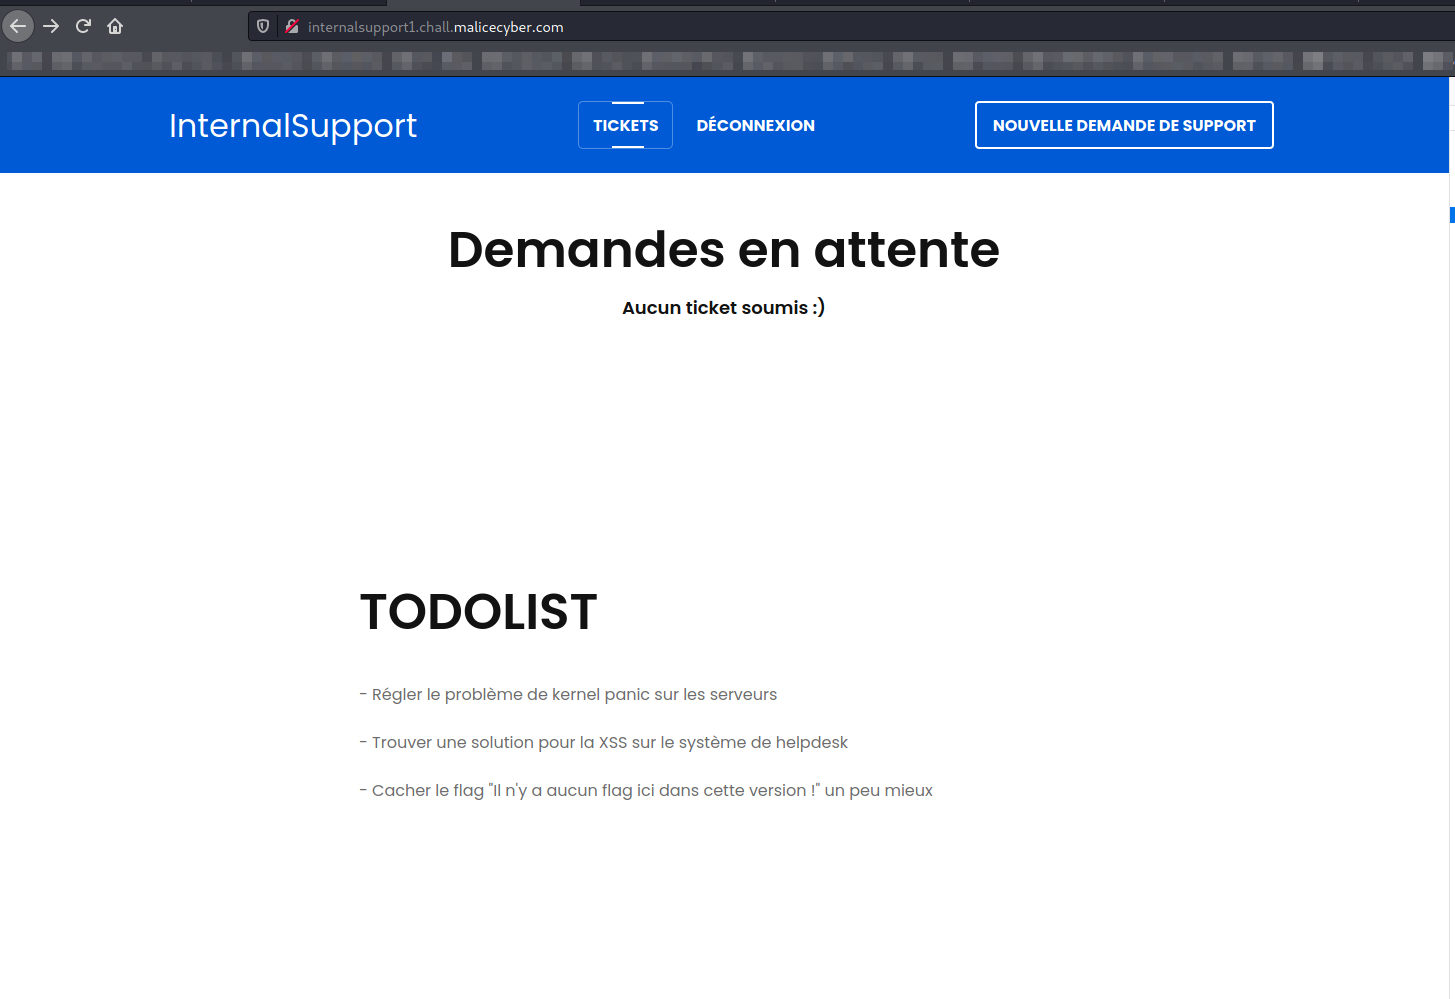 internalsupport1.chall.malicecyber.com
InternalSupport
TICKETS
DÉCONNEXION
NOUVELLE DEMANDE DE SUPPORT
Demandes en attente
Aucun ticket soumis :)
TODOLIST
- Régler le problème de kernel panic sur les serveurs
- Trouver une solution pour la XSS sur le système de helpdesk
- Cacher le flag "Il n'y a aucun flag ici dans cette version !" un peu mieux